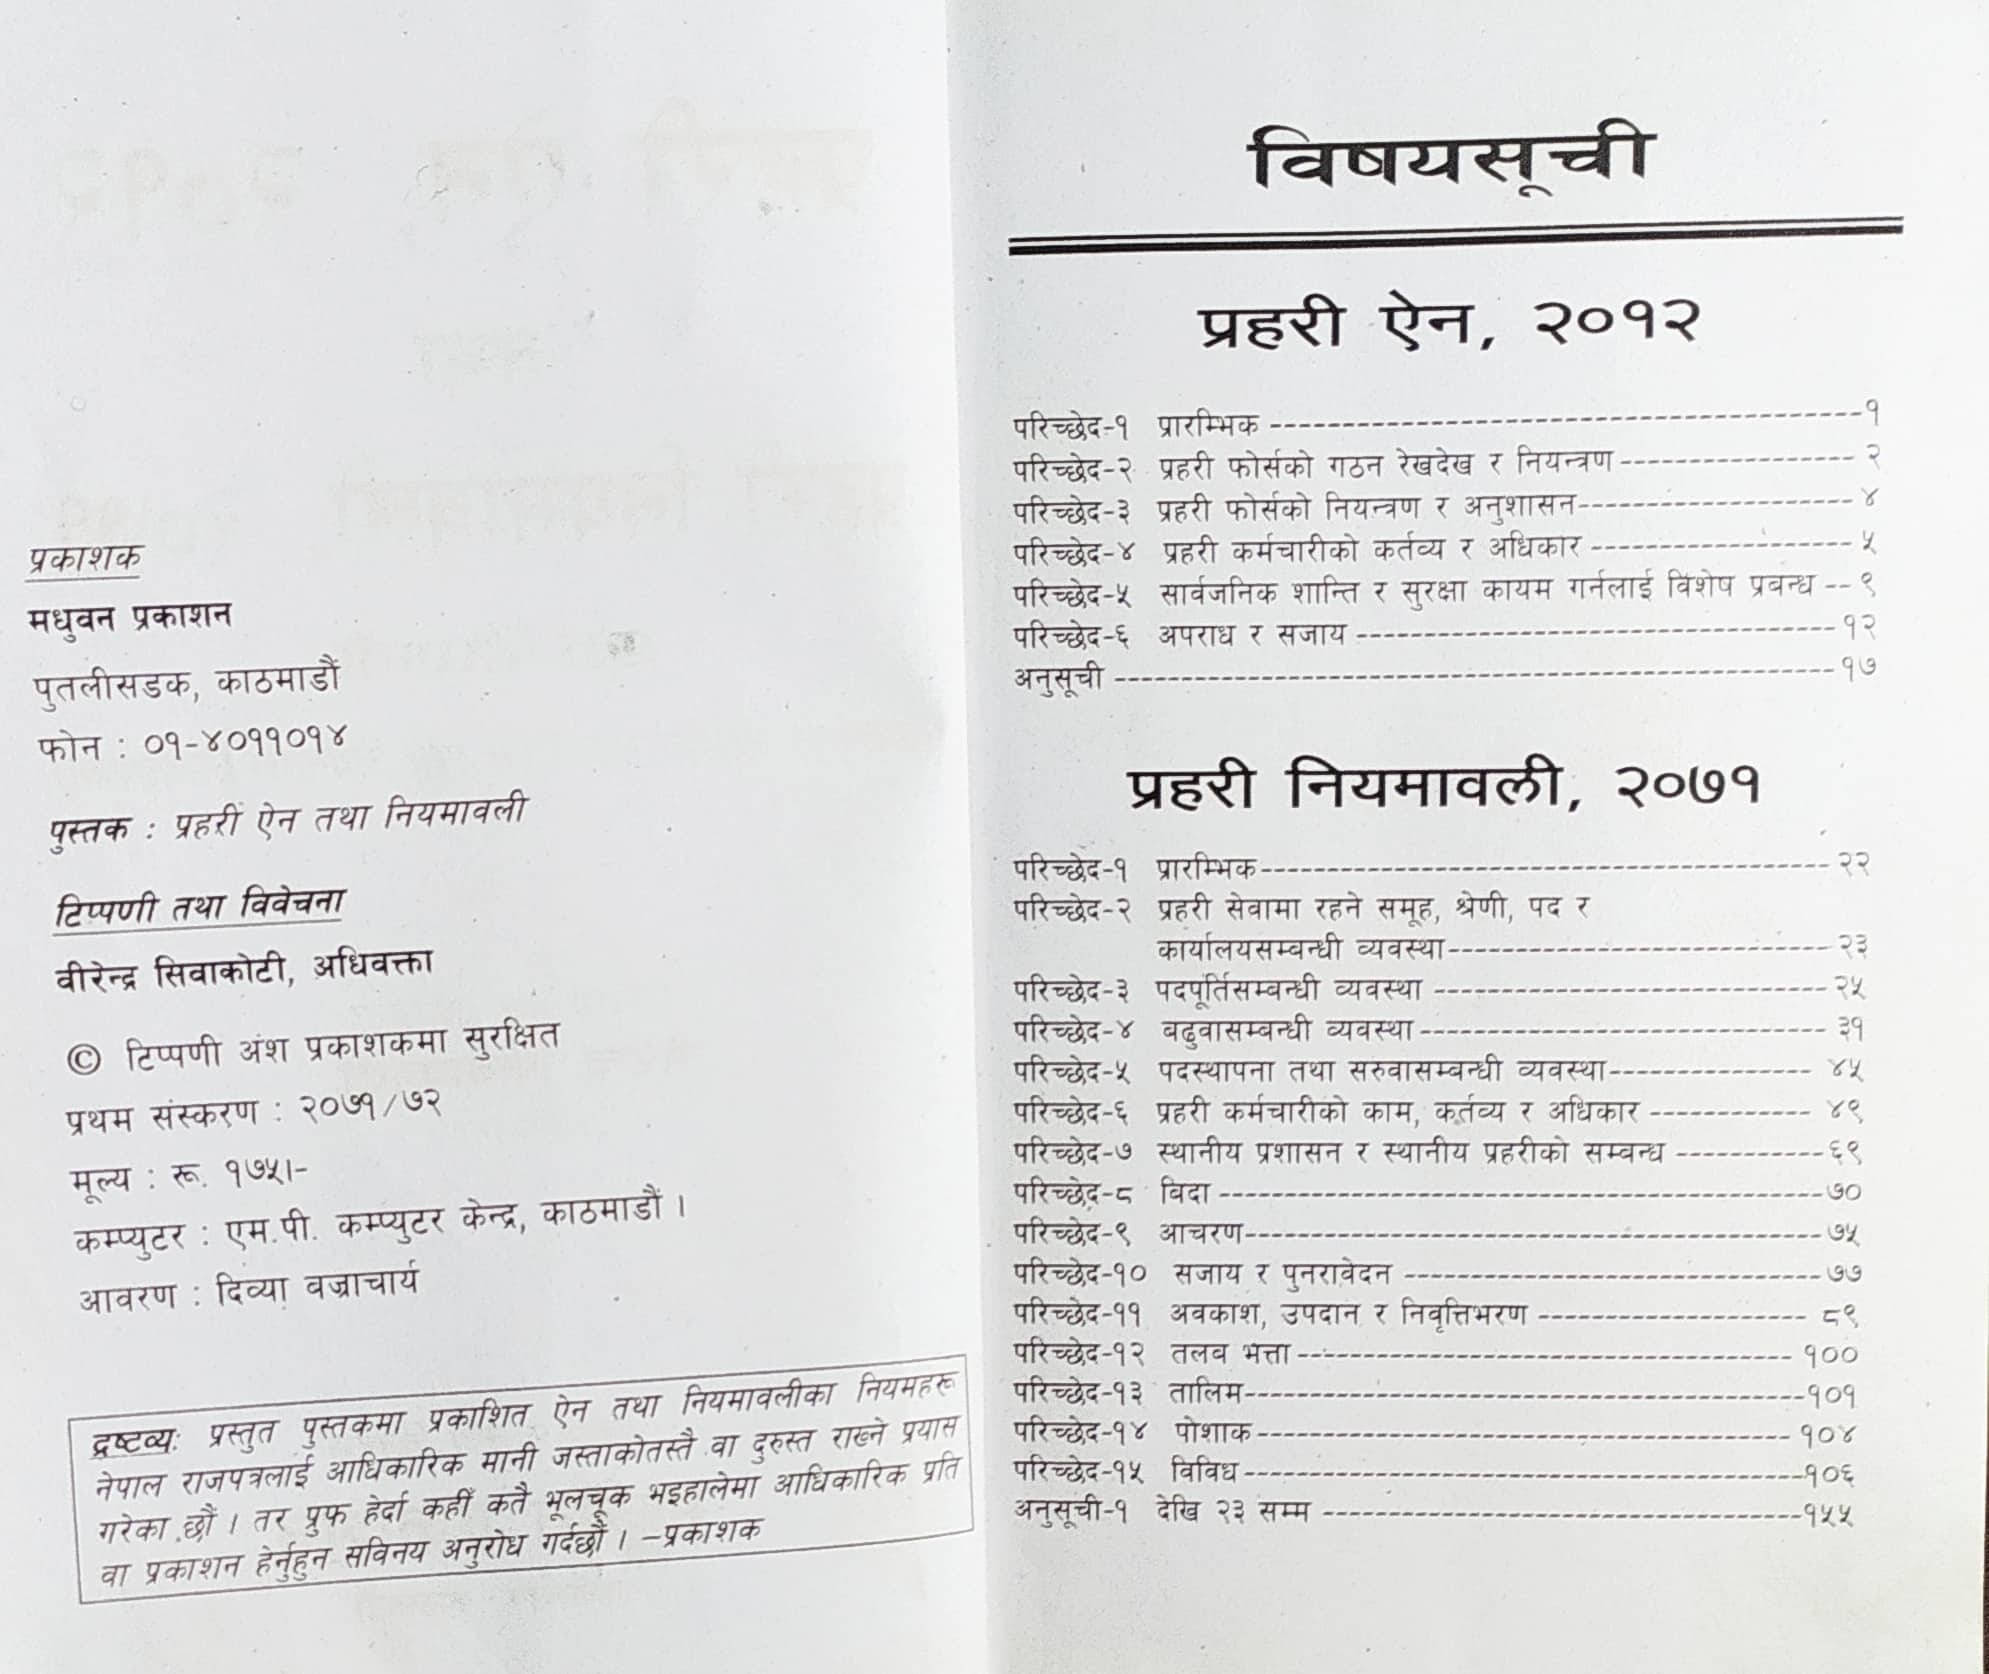 प्रकाशक
मधुवन प्रकाशन
पुतलीसडक, काठमाडौं
फोन : ०१-४०११०१४
पुस्तक : प्रहरी ऐन तथा नियमावली
टिप्पणी तथा विवेचना
वीरेन्द्र सिवाकोटी, अधिवक्ता
© टिप्पणी अंश प्रकाशकमा सुरक्षित
प्रथम संस्करण : २०७१/७२
मूल्य : रू. १७५।-
कम्प्युटर : एम.पी. कम्प्युटर केन्द्र, काठमाडौं ।
आवरण : दिव्या वज्राचार्य
द्रष्टव्यः प्रस्तुत पुस्तकमा प्रकाशित ऐन तथा नियमावलीका नियमहरू
नेपाल राजपत्रलाई आधिकारिक मानी जस्ताकोतस्तै वा दुरुस्त राख्ने प्रयास
गरेका छौं । तर प्रुफ हेर्दा कहीँ कतै भूलचूक भइहालेमा आधिकारिक प्रति
वा प्रकाशन हेर्नुहुन सविनय अनुरोध गर्दछौं । –प्रकाशक
विषयसूची
प्रहरी ऐन, २०१२
परिच्छेद-१ प्रारम्भिक ---------- १
परिच्छेद-२ प्रहरी फोर्सको गठन रेखदेख र नियन्त्रण ---------- २
परिच्छेद-३ प्रहरी फोर्सको नियन्त्रण र अनुशासन ---------- ४
परिच्छेद-४ प्रहरी कर्मचारीको कर्तव्य र अधिकार ---------- ५
परिच्छेद-५ सार्वजनिक शान्ति र सुरक्षा कायम गर्नलाई विशेष प्रबन्ध -- ९
परिच्छेद-६ अपराध र सजाय ---------- १२
अनुसूची ---------- १७
प्रहरी नियमावली, २०७१
परिच्छेद-१ प्रारम्भिक ---------- २२
परिच्छेद-२ प्रहरी सेवामा रहने समूह, श्रेणी, पद र
कार्यालयसम्बन्धी व्यवस्था ---------- २३
परिच्छेद-३ पदपूर्तिसम्बन्धी व्यवस्था ---------- २५
परिच्छेद-४ बढुवासम्बन्धी व्यवस्था ---------- ३१
परिच्छेद-५ पदस्थापना तथा सरुवासम्बन्धी व्यवस्था ---------- ४५
परिच्छेद-६ प्रहरी कर्मचारीको काम, कर्तव्य र अधिकार ---------- ४९
परिच्छेद-७ स्थानीय प्रशासन र स्थानीय प्रहरीको सम्बन्ध ---------- ६९
परिच्छेद-८ विदा ---------- ७०
परिच्छेद-९ आचरण ---------- ७५
परिच्छेद-१० सजाय र पुनरावेदन ---------- ७७
परिच्छेद-११ अवकाश, उपदान र निवृत्तिभरण ---------- ८९
परिच्छेद-१२ तलव भत्ता ---------- १००
परिच्छेद-१३ तालिम ---------- १०१
परिच्छेद-१४ पोशाक ---------- १०४
परिच्छेद-१५ विविध ---------- १०६
अनुसूची-१ देखि २३ सम्म ---------- १५५